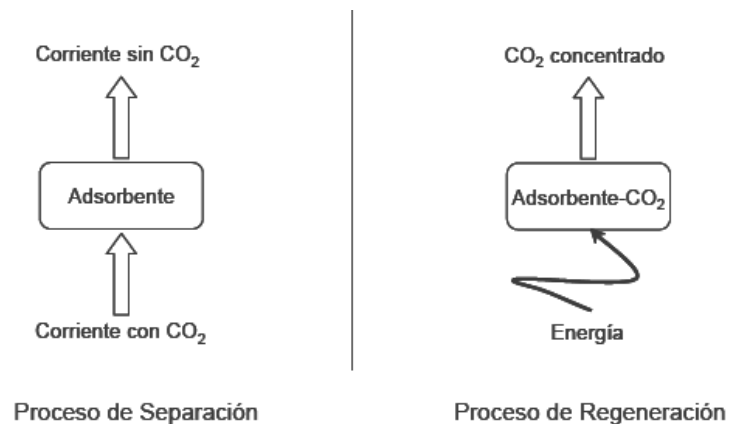 Corriente sin CO₂
Adsorbente
Corriente con CO₂
Proceso de Separación
CO₂ concentrado
Adsorbente-CO₂
Energía
Proceso de Regeneración